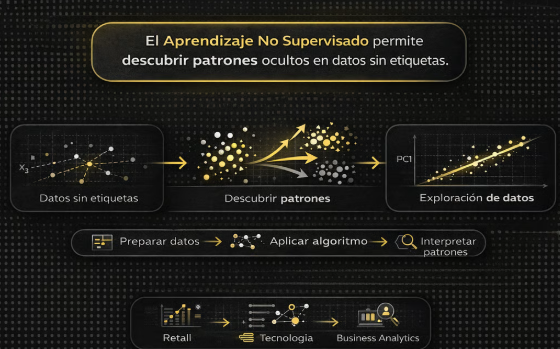 El Aprendizaje No Supervisado permite
descubrir patrones ocultos en datos sin etiquetas.
X3
PC1
Datos sin etiquetas
Descubrir patrones
Exploración de datos
Preparar datos
Aplicar algoritmo
Interpretar
patrones
Retall
Tecnología
Business Analytics